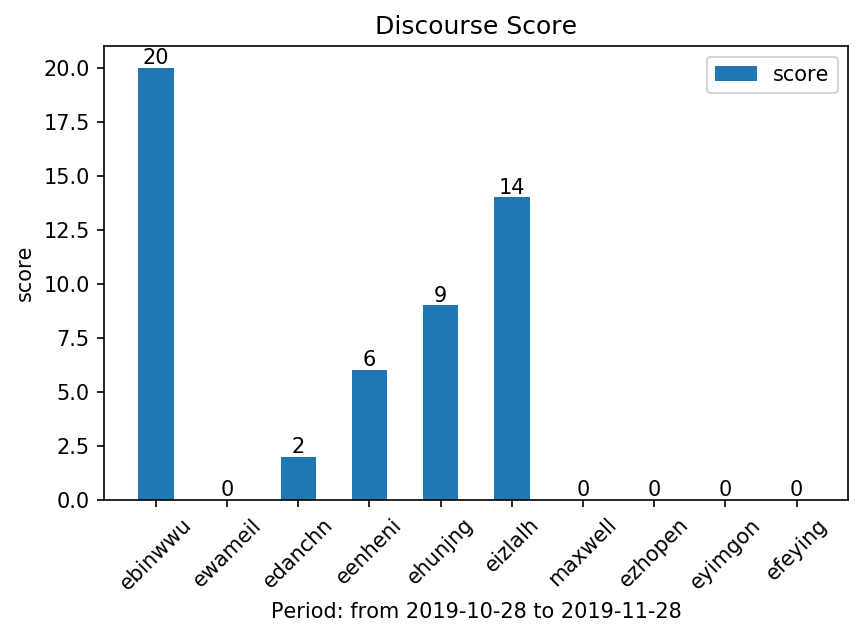 Discourse Score
score
20
0
2
6
9
14
0
0
0
0
20.0
17.5
15.0
12.5
10.0
7.5
5.0
2.5
0.0
score
ebinwwu
ewameil
edanchn
eenheni
ehunjng
eizlalh
maxwell
ezhopen
eyimgon
efeying
Period: from 2019-10-28 to 2019-11-28